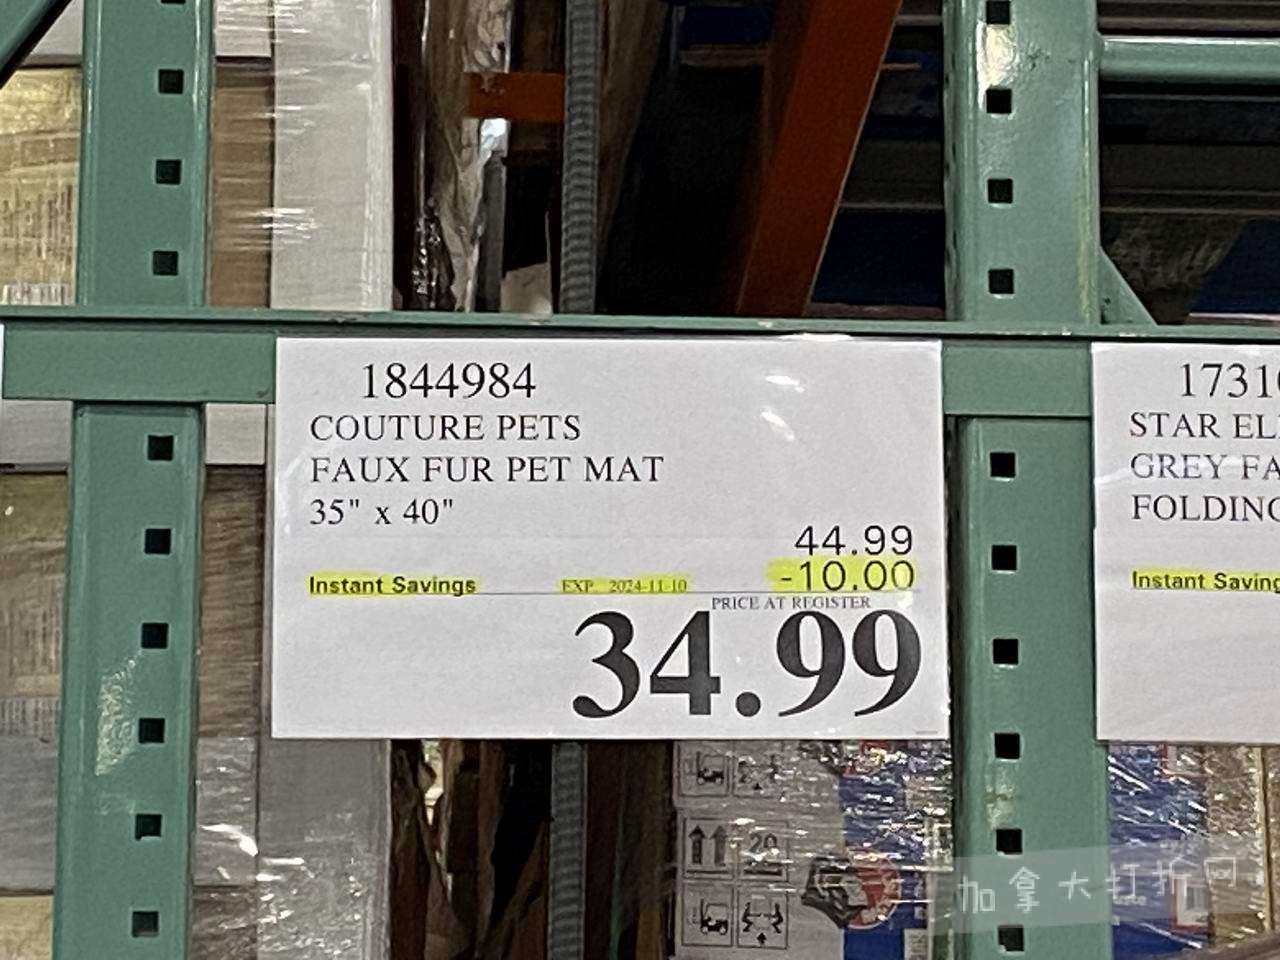 1844984
COUTURE PETS
FAUX FUR PET MAT
35" x 40"
44.99
Instant Savings EXP. 2024-11-10 -10.00
PRICE AT REGISTER
34.99
1731
STAR EL
GREY FA
FOLDING
Instant Saving
20
加拿大打折网